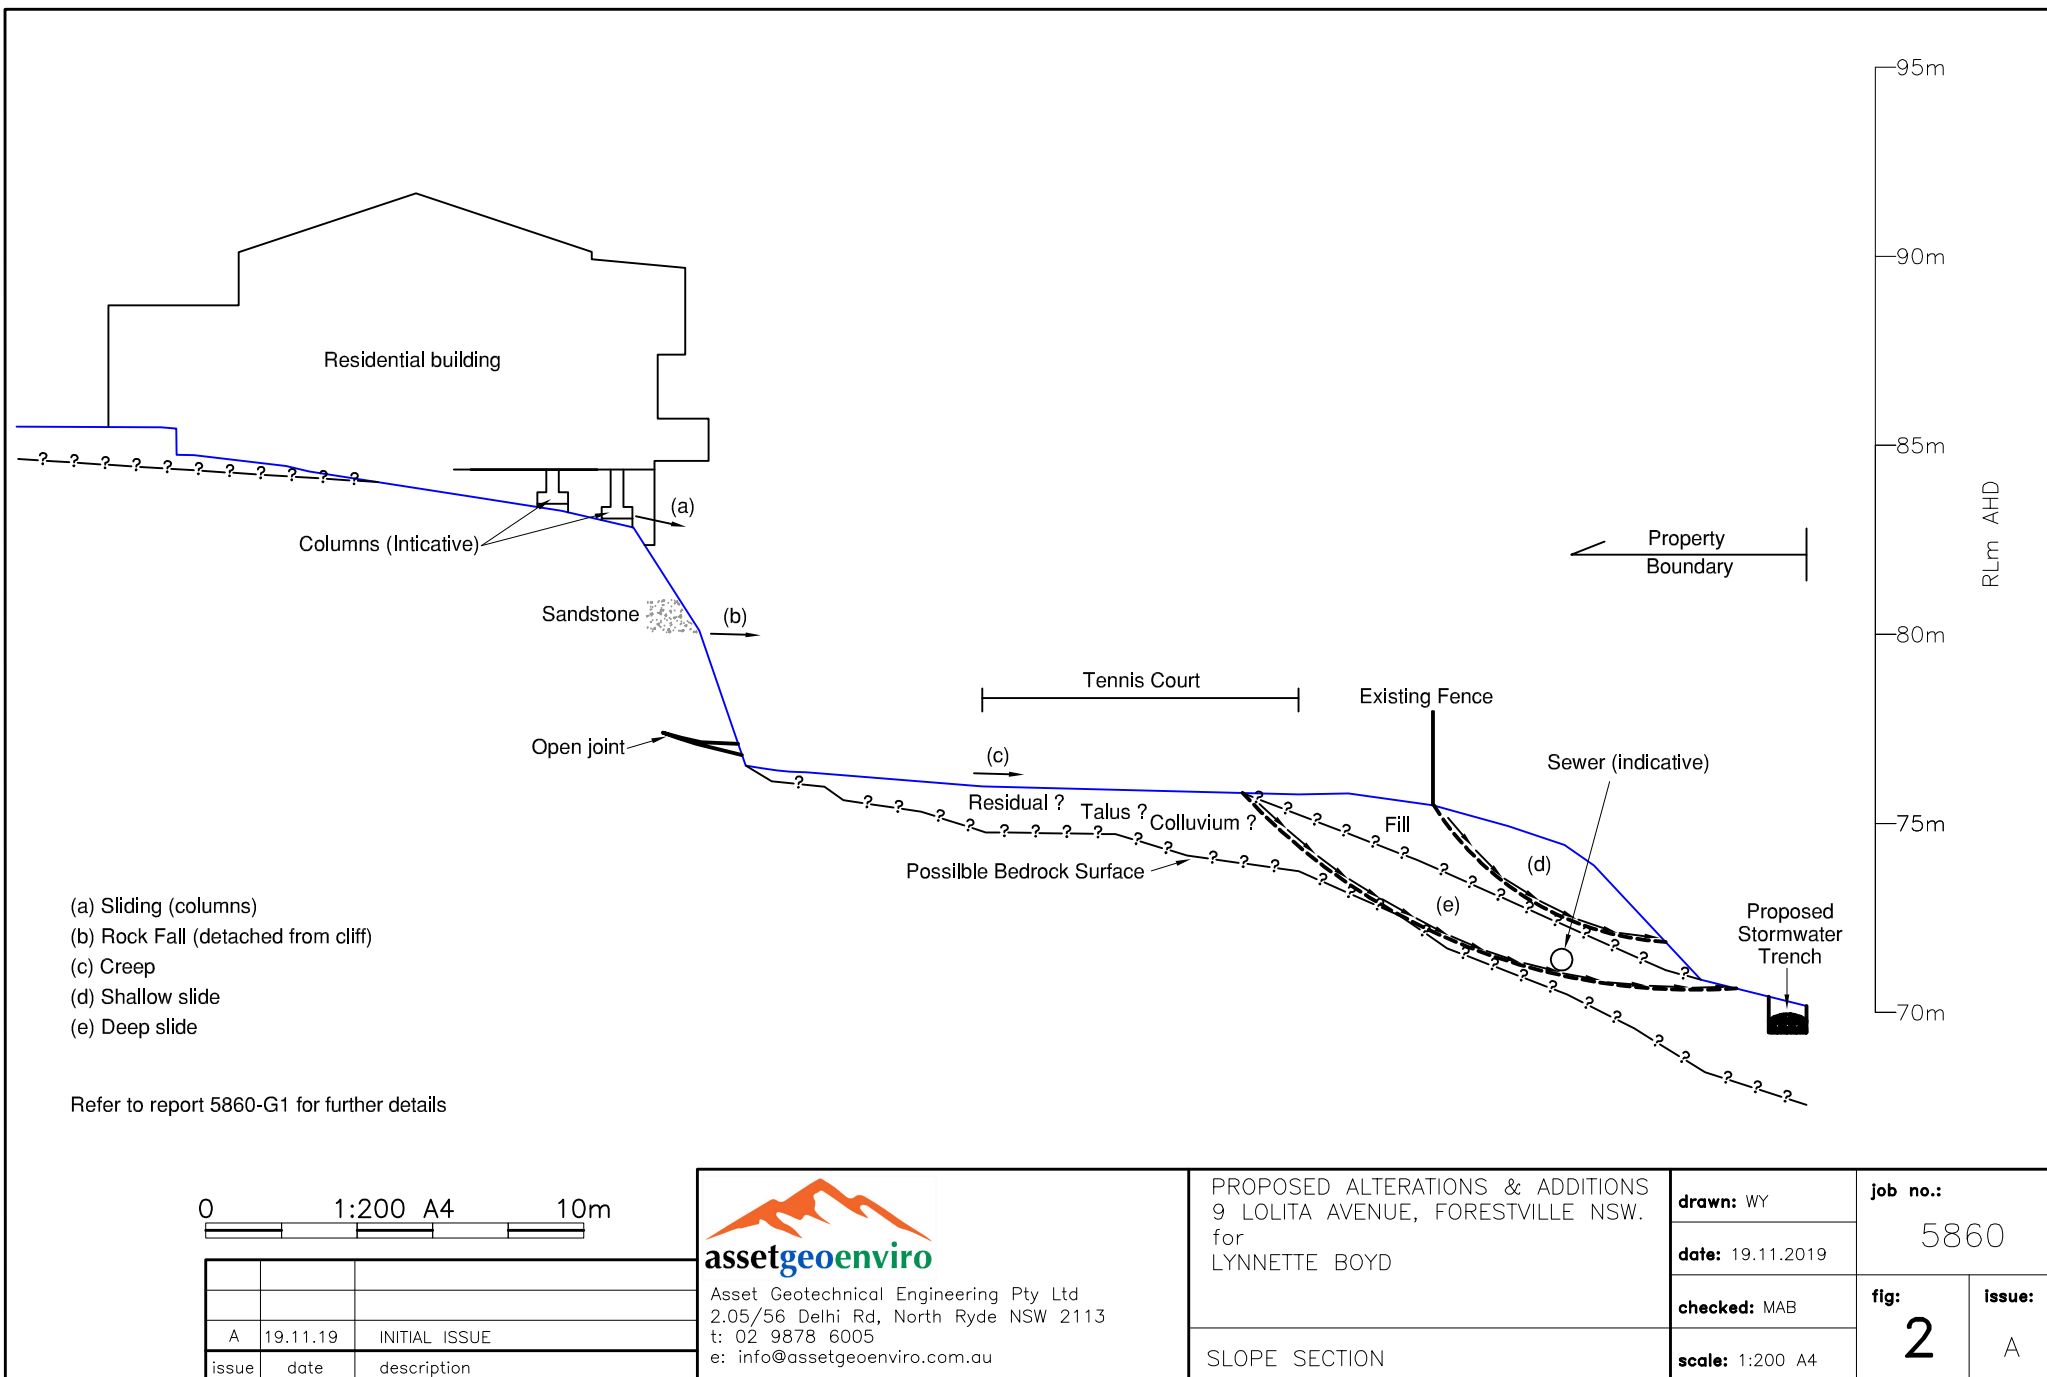 95m
90m
85m
80m
75m
70m
RLm AHD
Residential building
? ? ? ? ? ? ? ? ? ? ?
(a)
Columns (Inticative)
Sandstone
(b)
Open joint
Tennis Court
(c)
Existing Fence
Property
Boundary
Sewer (indicative)
Residual ?
Talus ?
Colluvium ?
Fill
(d)
(e)
Possilble Bedrock Surface
Proposed
Stormwater
Trench
(a) Sliding (columns)
(b) Rock Fall (detached from cliff)
(c) Creep
(d) Shallow slide
(e) Deep slide
Refer to report 5860-G1 for further details
0 1:200 A4 10m
A 19.11.19 INITIAL ISSUE
issue date description
assetgeoenviro
Asset Geotechnical Engineering Pty Ltd
2.05/56 Delhi Rd, North Ryde NSW 2113
t: 02 9878 6005
e: info@assetgeoenviro.com.au
PROPOSED ALTERATIONS & ADDITIONS
9 LOLITA AVENUE, FORESTVILLE NSW.
for
LYNNETTE BOYD
SLOPE SECTION
drawn: WY
date: 19.11.2019
checked: MAB
scale: 1:200 A4
job no.:
5860
fig:
2
issue:
A